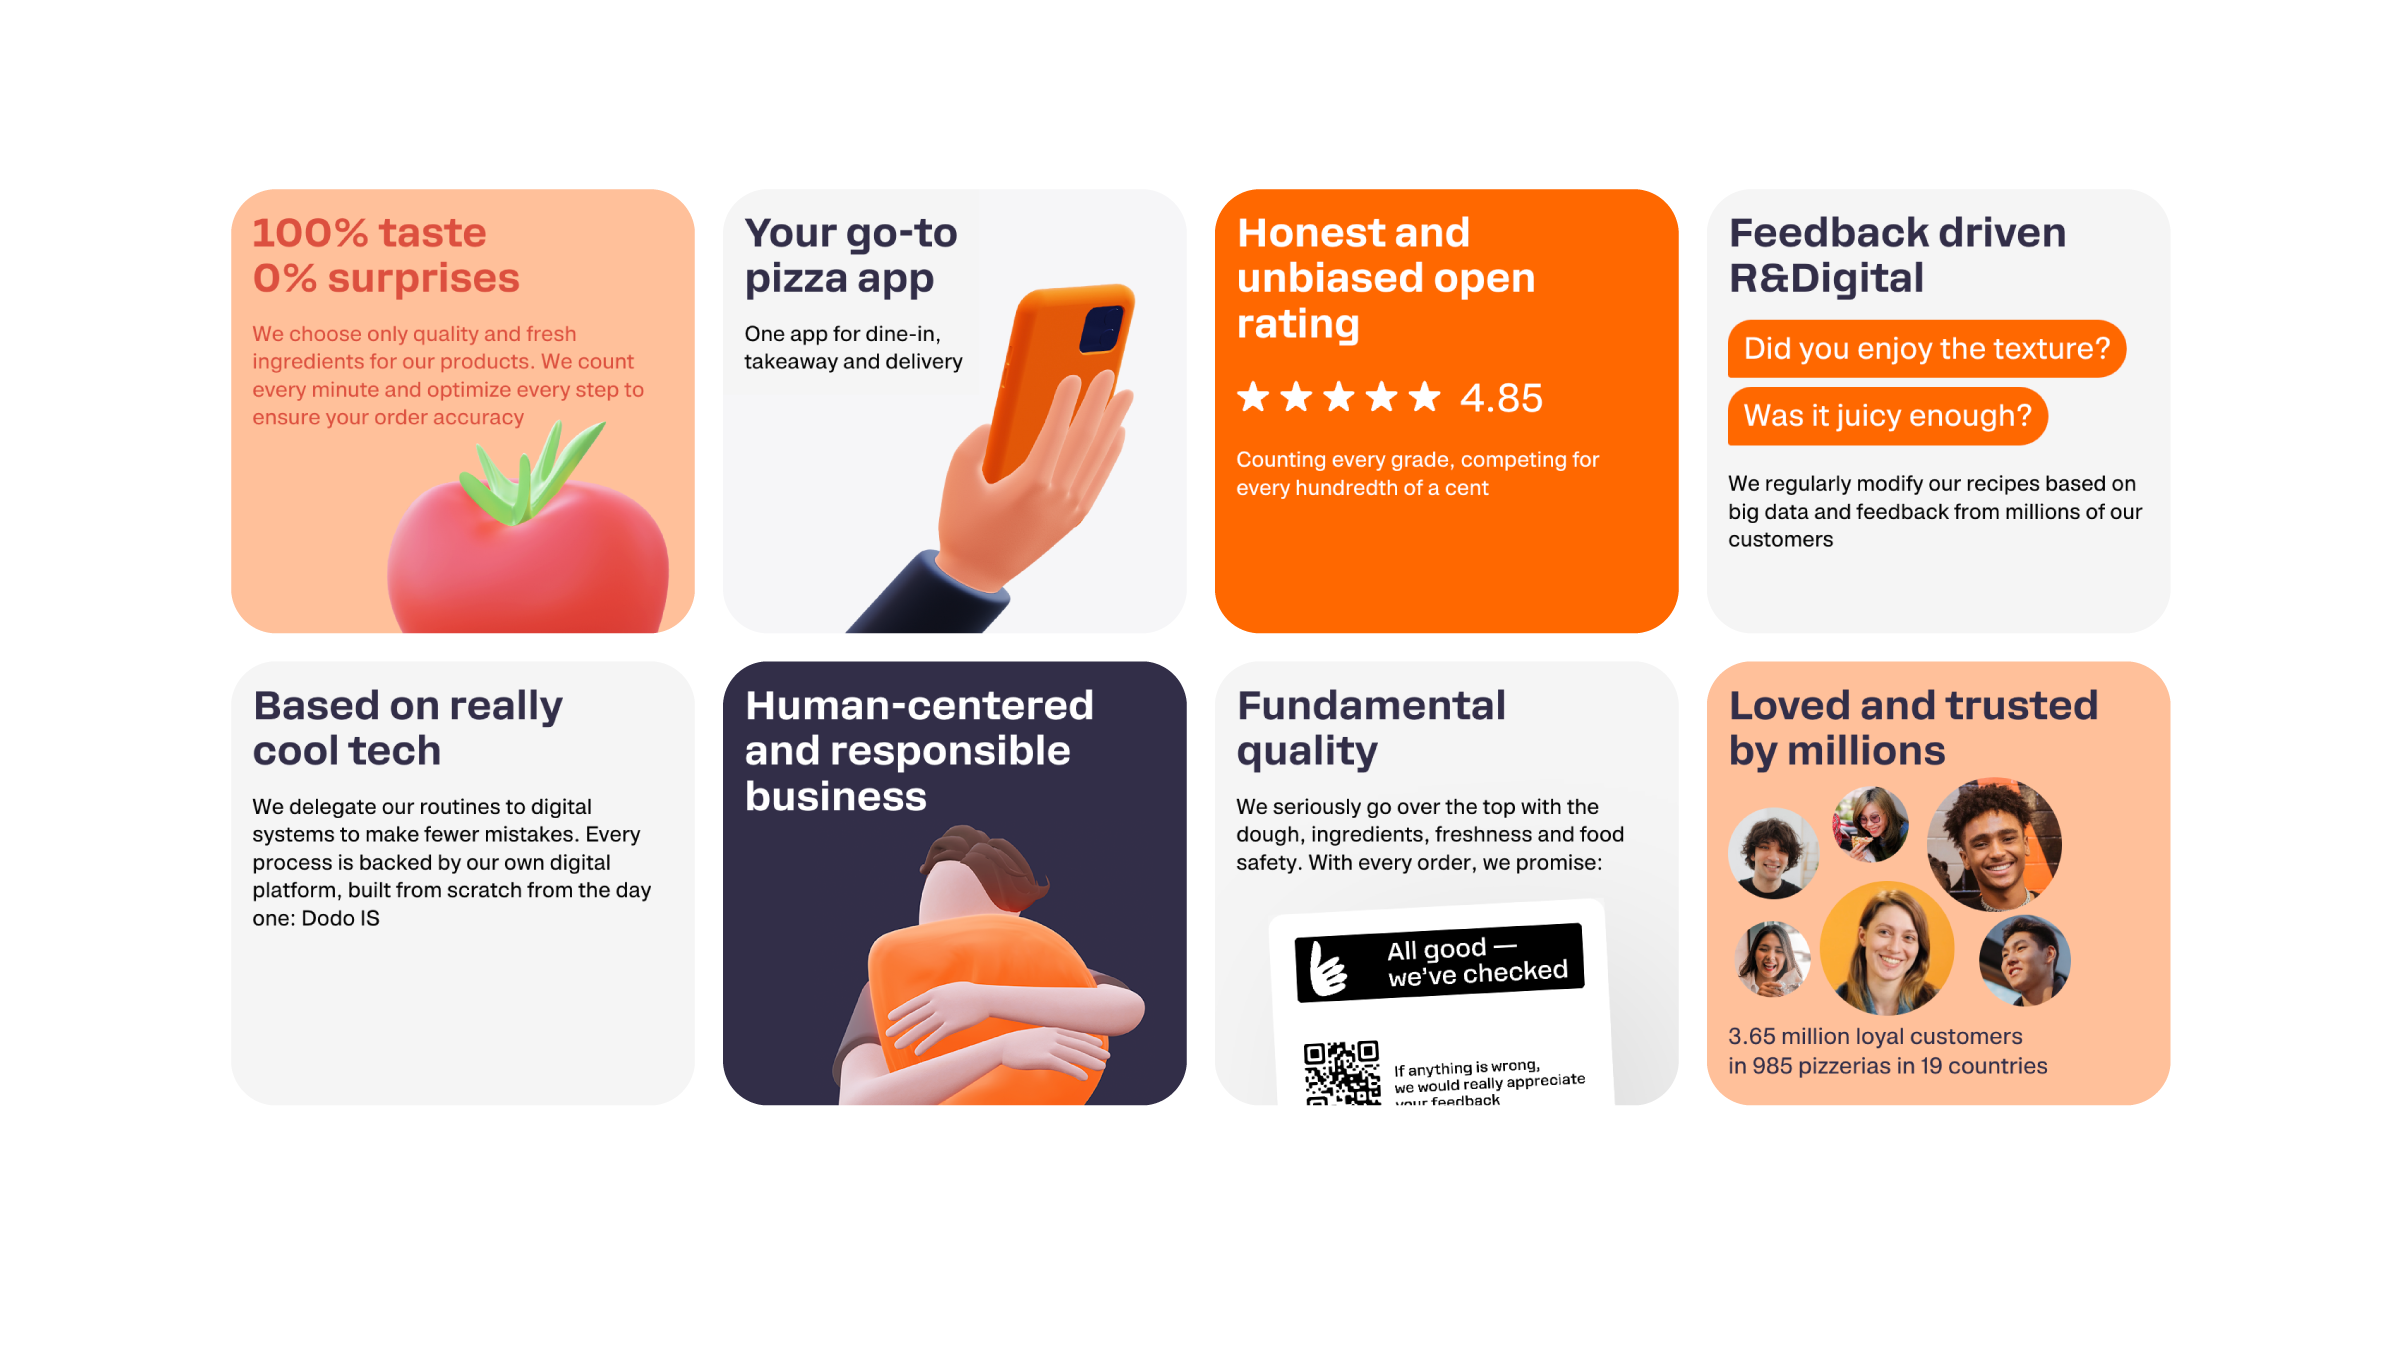 100% taste
0% surprises
We choose only quality and fresh
ingredients for our products. We count
every minute and optimize every step to
ensure your order accuracy
Your go-to
pizza app
One app for dine-in,
takeaway and delivery
Honest and
unbiased open
rating
4.85
Counting every grade, competing for
every hundredth of a cent
Feedback driven
R&Digital
Did you enjoy the texture?
Was it juicy enough?
We regularly modify our recipes based on
big data and feedback from millions of our
customers
Based on really
cool tech
We delegate our routines to digital
systems to make fewer mistakes. Every
process is backed by our own digital
platform, built from scratch from the day
one: Dodo IS
Human-centered
and responsible
business
Fundamental
quality
We seriously go over the top with the
dough, ingredients, freshness and food
safety. With every order, we promise:
All good —
we've checked
If anything is wrong,
we would really appreciate
your feedback
Loved and trusted
by millions
3.65 million loyal customers
in 985 pizzerias in 19 countries